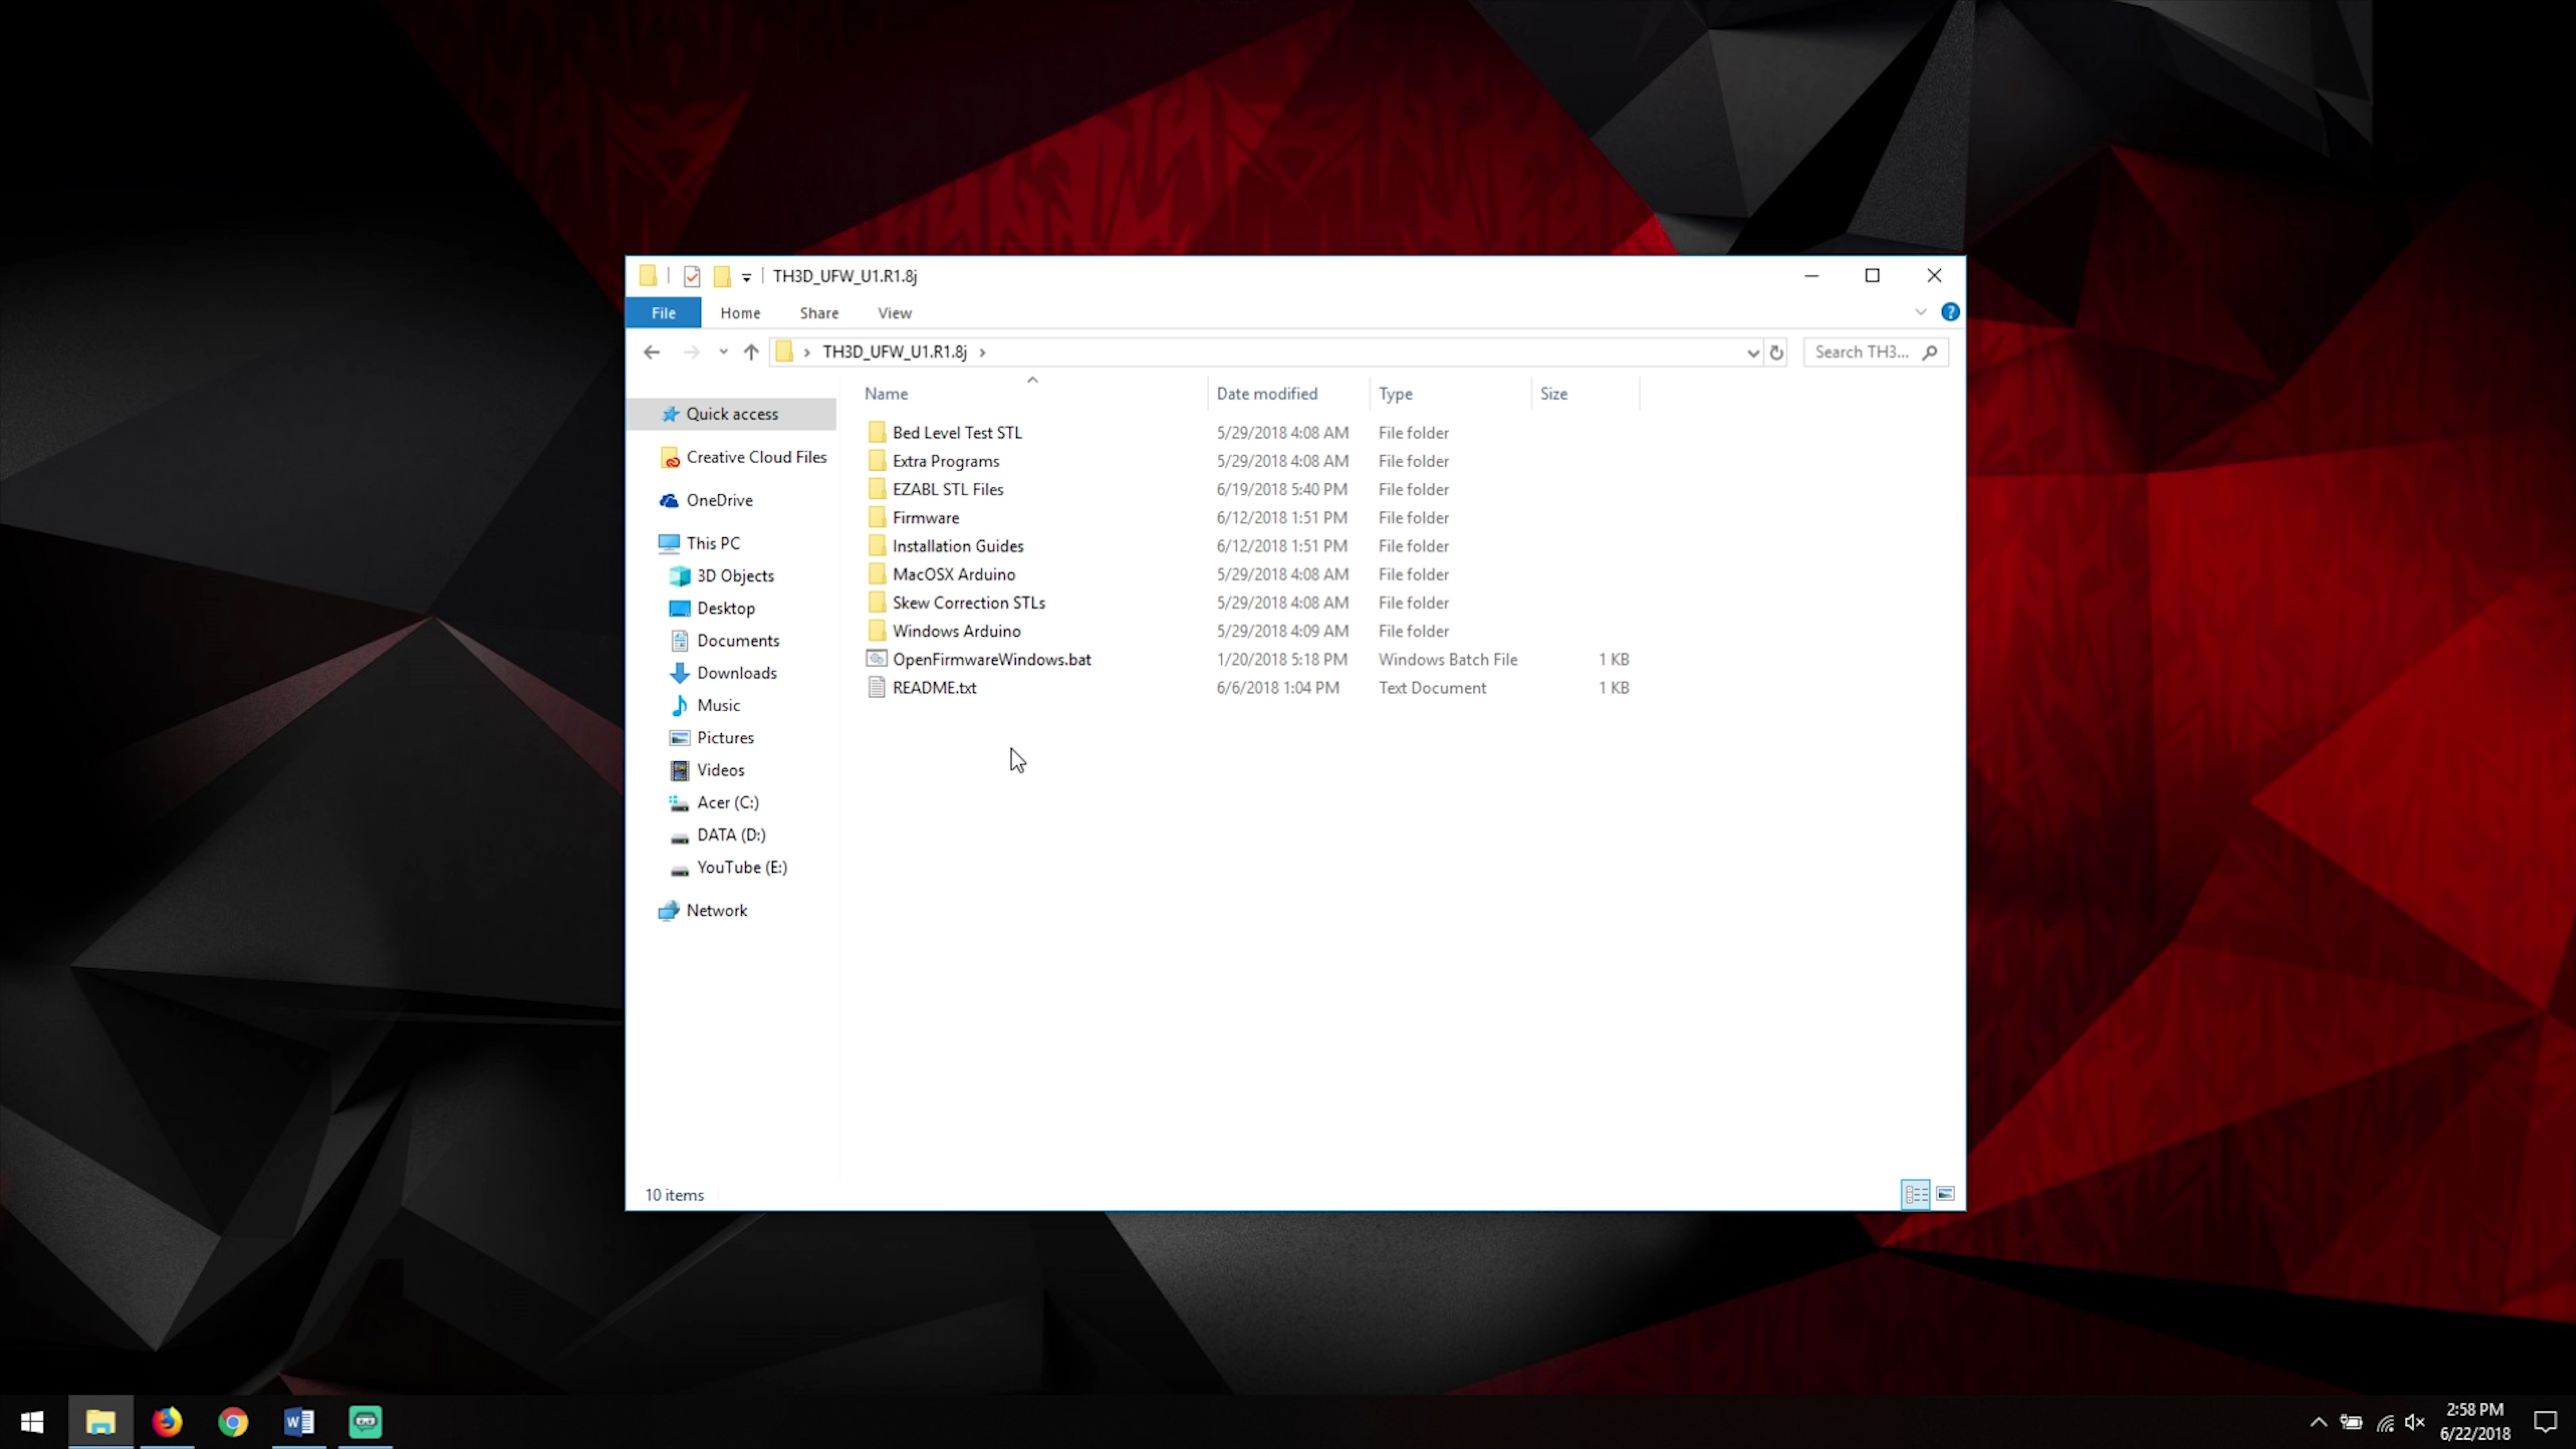 TH3D_UFW_U1.R1.8j
File Home Share View
TH3D_UFW_U1.R1.8j
Search TH3...
Name Date modified Type Size
Quick access
Creative Cloud Files
OneDrive
This PC
3D Objects
Desktop
Documents
Downloads
Music
Pictures
Videos
Acer (C:)
DATA (D:)
YouTube (E:)
Network
Bed Level Test STL 5/29/2018 4:08 AM File folder
Extra Programs 5/29/2018 4:08 AM File folder
EZABL STL Files 6/19/2018 5:40 PM File folder
Firmware 6/12/2018 1:51 PM File folder
Installation Guides 6/12/2018 1:51 PM File folder
MacOSX Arduino 5/29/2018 4:08 AM File folder
Skew Correction STLs 5/29/2018 4:08 AM File folder
Windows Arduino 5/29/2018 4:09 AM File folder
OpenFirmwareWindows.bat 1/20/2018 5:18 PM Windows Batch File 1 KB
README.txt 6/6/2018 1:04 PM Text Document 1 KB
10 items
2:58 PM
6/22/2018